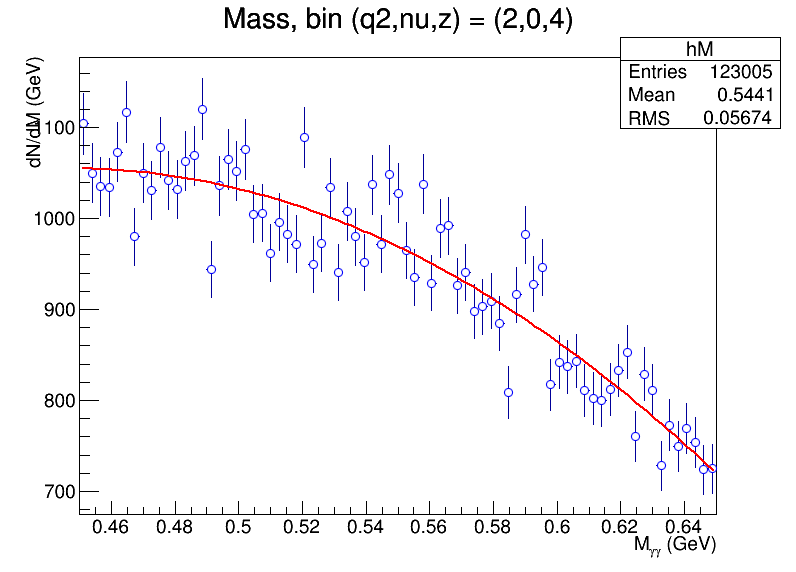 Mass, bin (q2,nu,z) = (2,0,4)
hM
Entries 123005
Mean 0.5441
RMS 0.05674
dN/dM (GeV)
1100
1000
900
800
700
0.46 0.48 0.5 0.52 0.54 0.56 0.58 0.6 0.62 0.64
Mγγ (GeV)